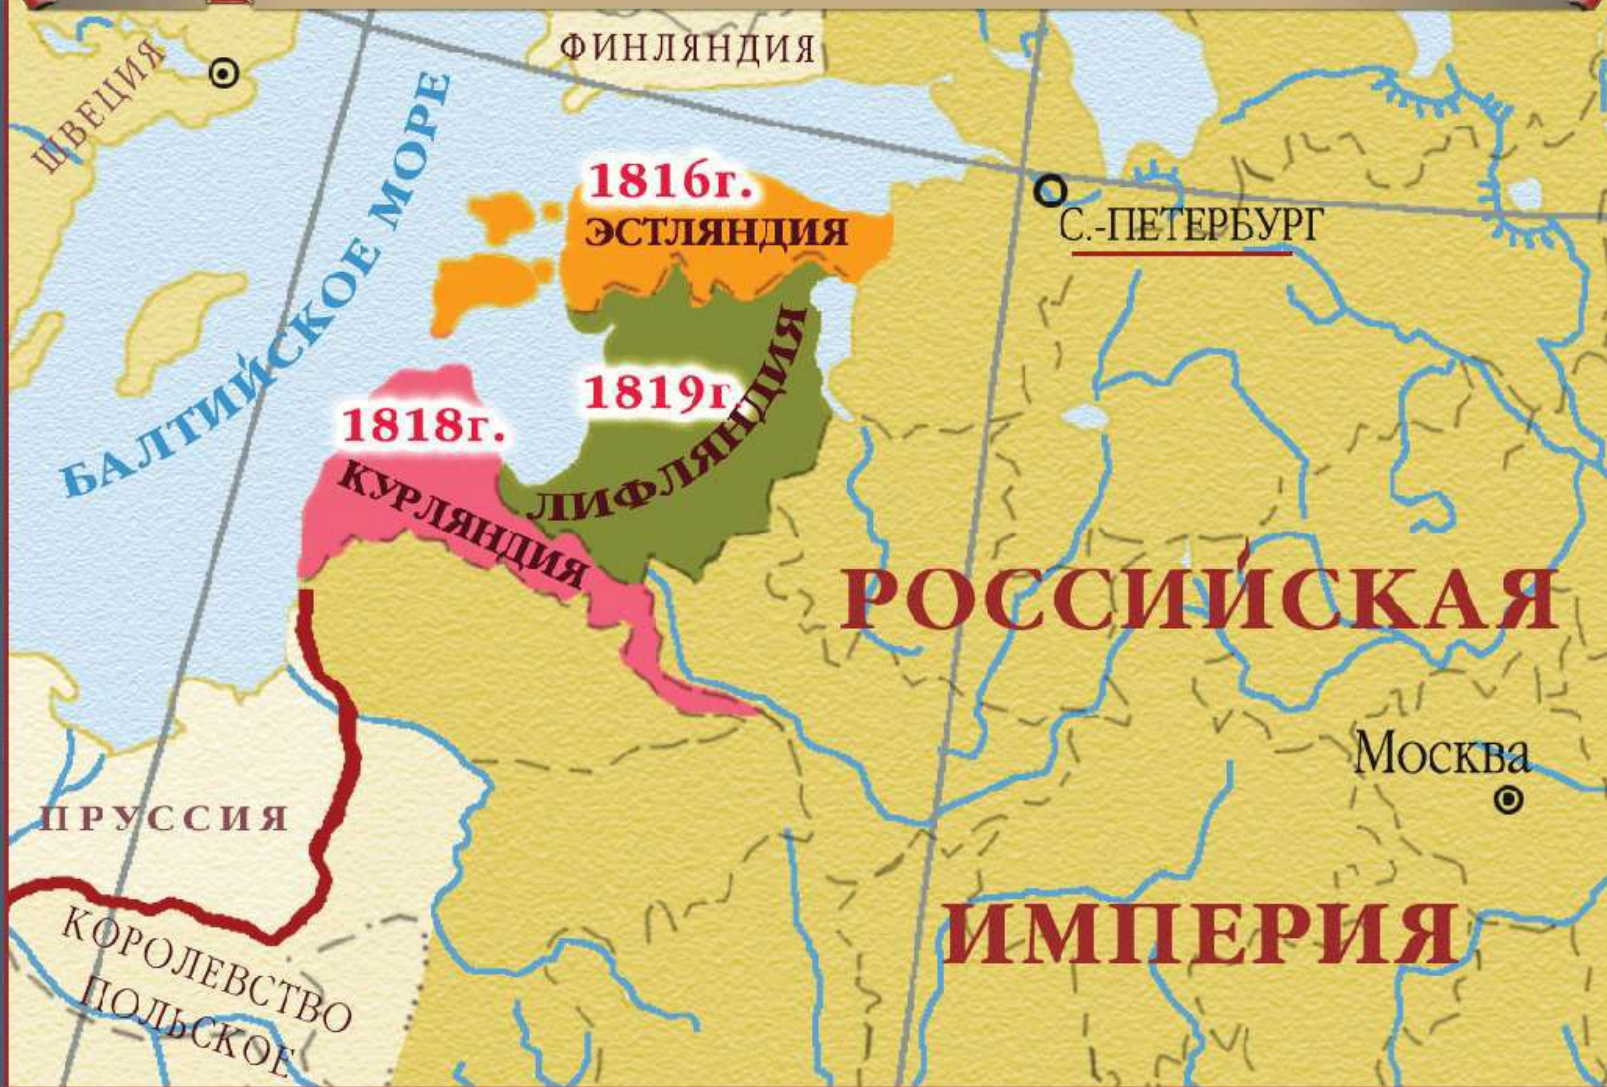 ФИНЛЯНДИЯ
ШВЕЦИЯ
БАЛТИЙСКОЕ МОРЕ
1816г.
ЭСТЛЯНДИЯ
С.-ПЕТЕРБУРГ
1819г.
ЛИФЛЯНДИЯ
1818г.
КУРЛЯНДИЯ
РОССИЙСКАЯ
Москва
ПРУССИЯ
ИМПЕРИЯ
КОРОЛЕВСТВО
ПОЛЬСКОЕ